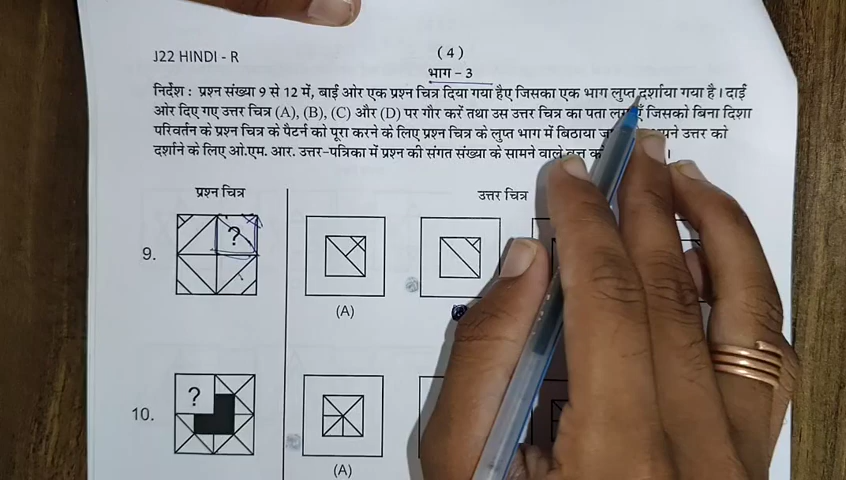 J22 HINDI - R
( 4 )
भाग - 3
निर्देश : प्रश्न संख्या 9 से 12 में, बाईं ओर एक प्रश्न चित्र दिया गया हैए जिसका एक भाग लुप्त दर्शाया गया है। दाईं
ओर दिए गए उत्तर चित्र (A), (B), (C) और (D) पर गौर करें तथा उस उत्तर चित्र का पता जिसको बिना दिशा
परिवर्तन के प्रश्न चित्र के पैटर्न को पूरा करने के लिए प्रश्न चित्र के लुप्त भाग में बिठाया उत्तर को
दर्शाने के लिए ओ.एम. आर. उत्तर-पत्रिका में प्रश्न की संगत संख्या के सामने वाले वृत्त
प्रश्न चित्र
उत्तर चित्र
9.
?
(A)
10.
?
(A)